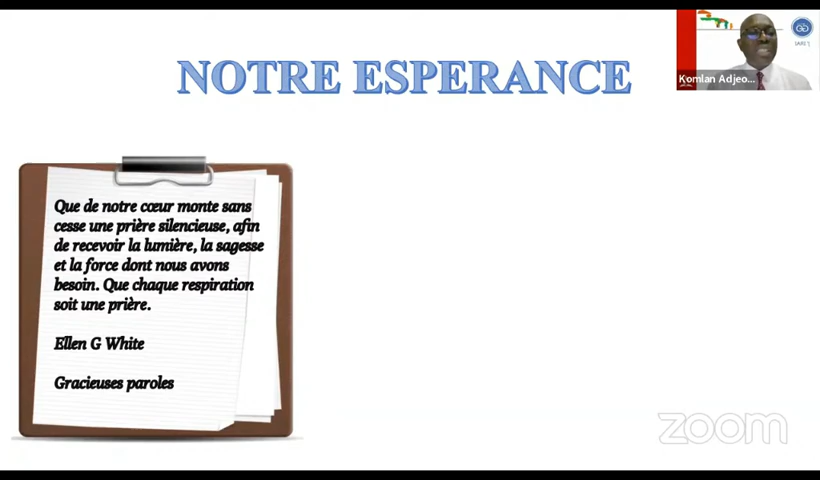 NOTRE ESPERANCE
Komlan Adjeo...
Que de notre cœur monte sans
cesse une prière silencieuse, afin
de recevoir la lumière, la sagesse
et la force dont nous avons
besoin. Que chaque respiration
soit une prière.
Ellen G White
Gracieuses paroles
zoom